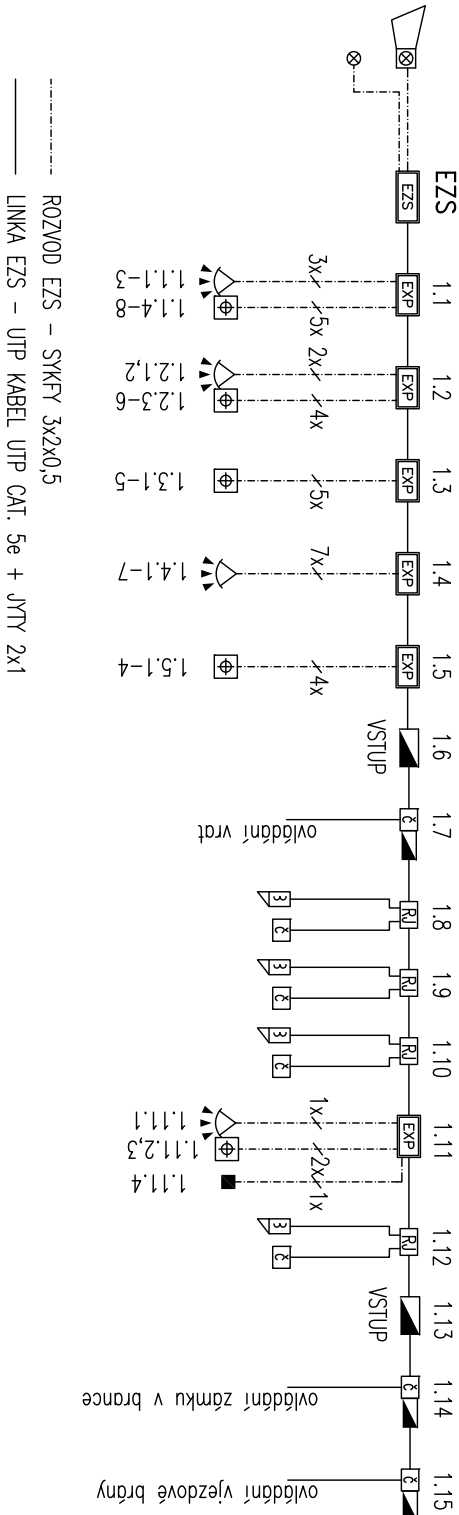 EZS
1.1
1.2
1.3
1.4
1.5
1.6
1.7
1.8
1.9
1.10
1.11
1.12
1.13
1.14
1.15
EZS
EXP
EXP
EXP
EXP
EXP
VSTUP
Č
RJ
RJ
RJ
EXP
RJ
VSTUP
Č
Č
3x
5x
2x
4x
5x
7x
4x
1x
2x
1x
Č
Č
Č
Č
1.1.1-3
1.1.4-8
1.2.1,2
1.2.3-6
1.3.1-5
1.4.1-7
1.5.1-4
ovládání vrat
1.11.1
1.11.2,3
1.11.4
ovládání zámku v brance
ovládání vjezdové brány
ROZVOD EZS - SYKFY 3x2x0,5
LINKA EZS - UTP KABEL UTP CAT. 5e + JYTY 2x1